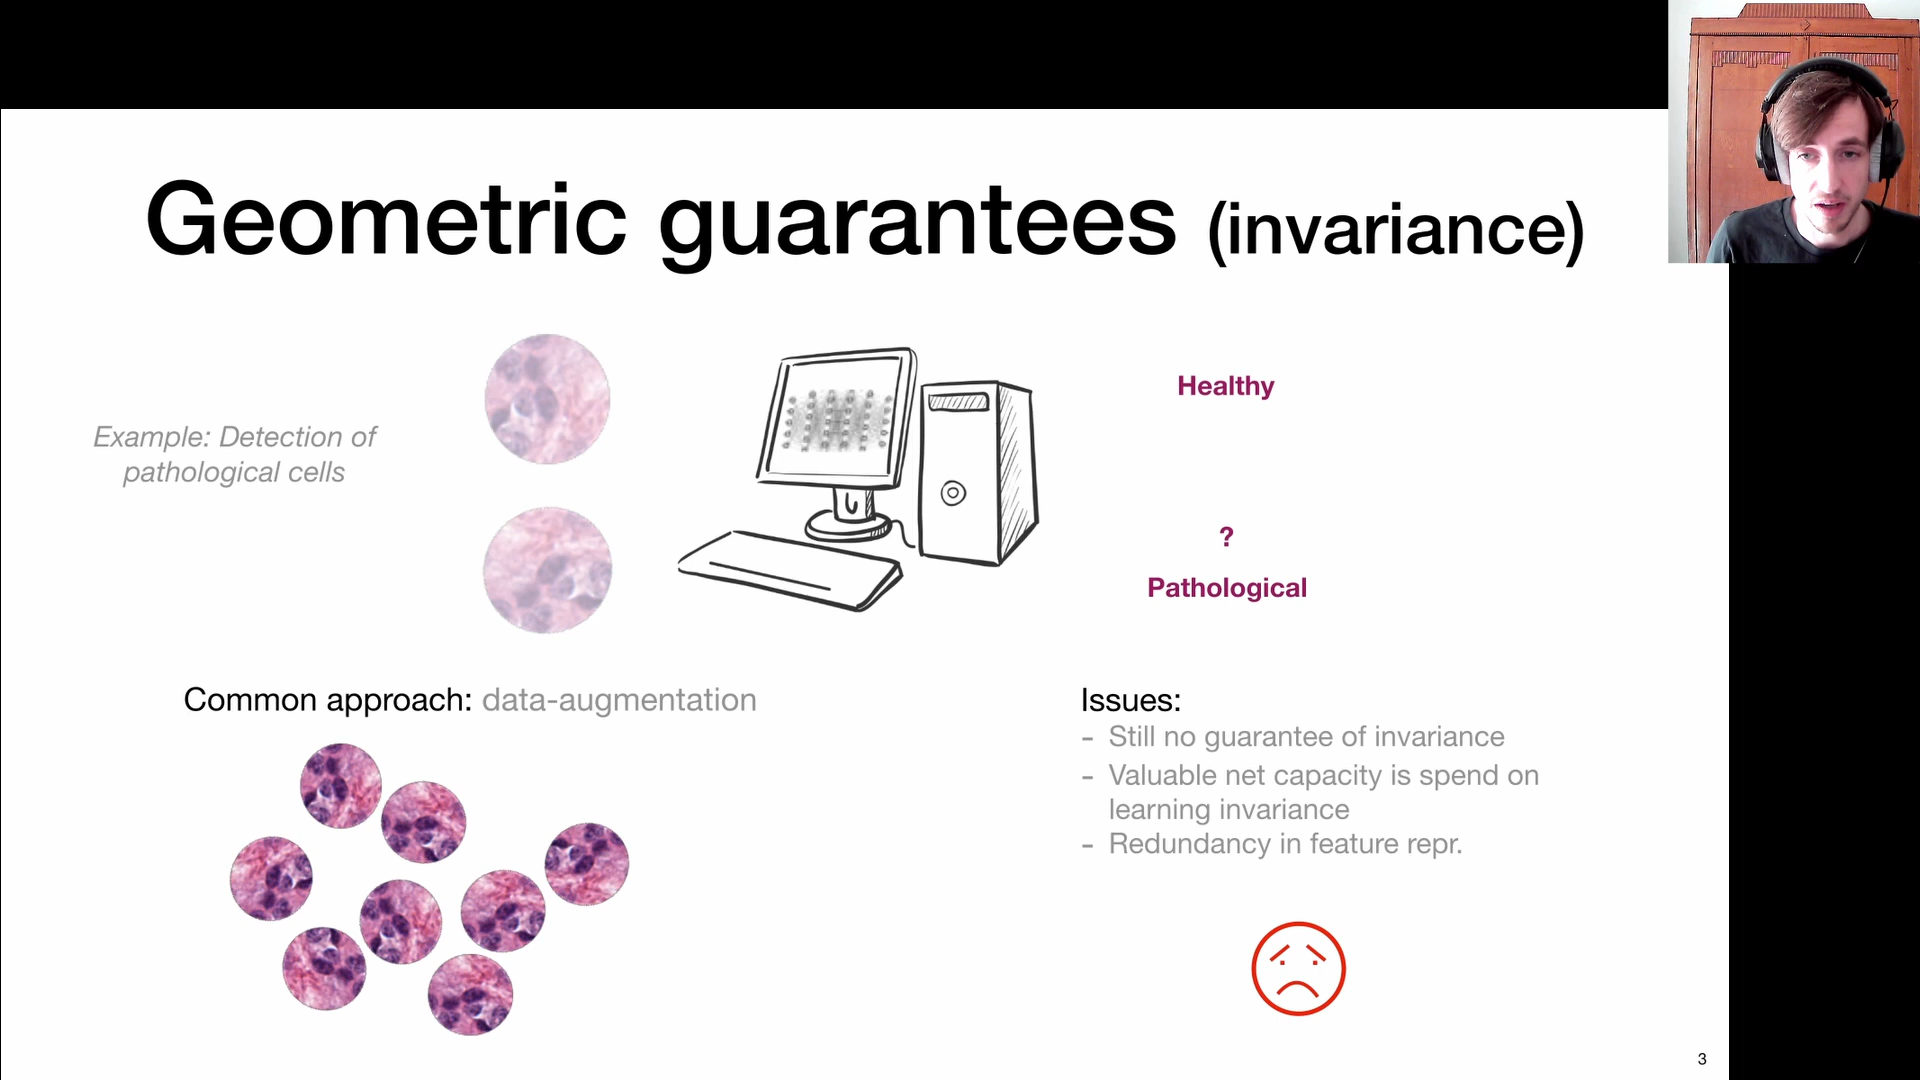 Geometric guarantees (invariance)
Example: Detection of
pathological cells
Healthy
?
Pathological
Common approach: data-augmentation
Issues:
- Still no guarantee of invariance
- Valuable net capacity is spend on
learning invariance
- Redundancy in feature repr.
3